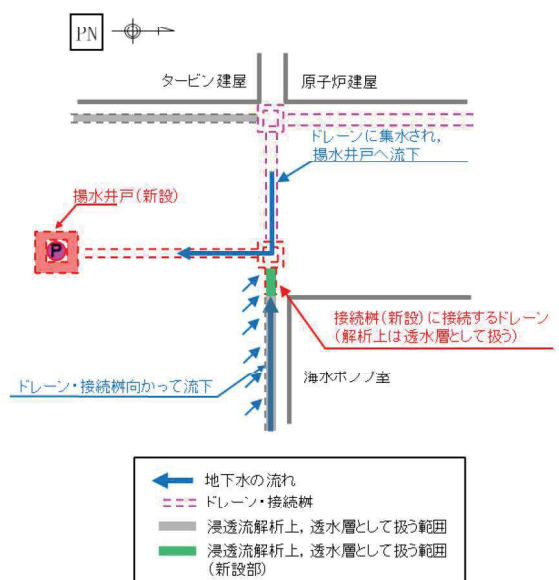 PN
タービン建屋
原子炉建屋
ドレーンに集水され,
揚水井戸へ流下
揚水井戸(新設)
P
接続桝(新設)に接続するドレーン
(解析上は透水層として扱う)
ドレーン・接続桝向かって流下
海水ポンプ室
地下水の流れ
ドレーン・接続桝
浸透流解析上, 透水層として扱う範囲
浸透流解析上, 透水層として扱う範囲
(新設部)